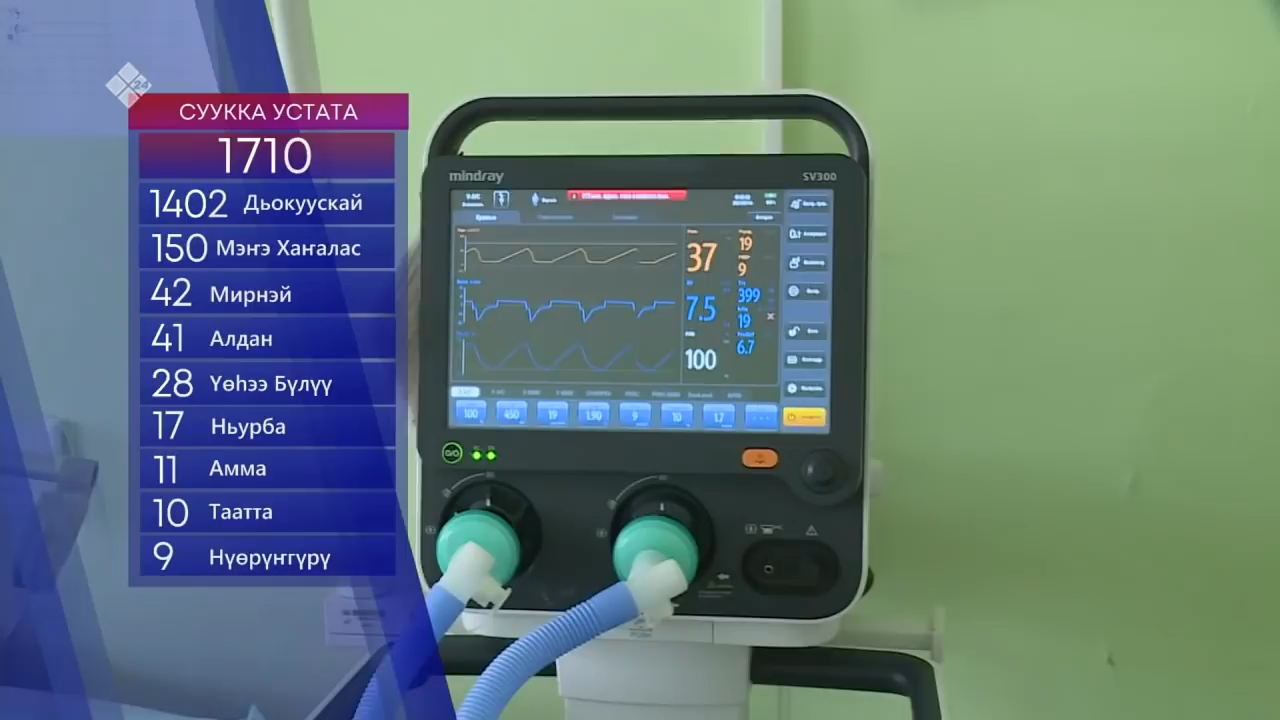 24
СУУККА УСТАТА
1710
1402 Дьокуускай
150 Мэҥэ Хаҥалас
42 Мирнэй
41 Алдан
28 Үөһээ Бүлүү
17 Ньурба
11 Амма
10 Таатта
9 Нүөрүҥгүрү
mindray
SV300
37
19
9
7.5
399
19
6.7
100
100 450 19 1.90 9 10 1.7